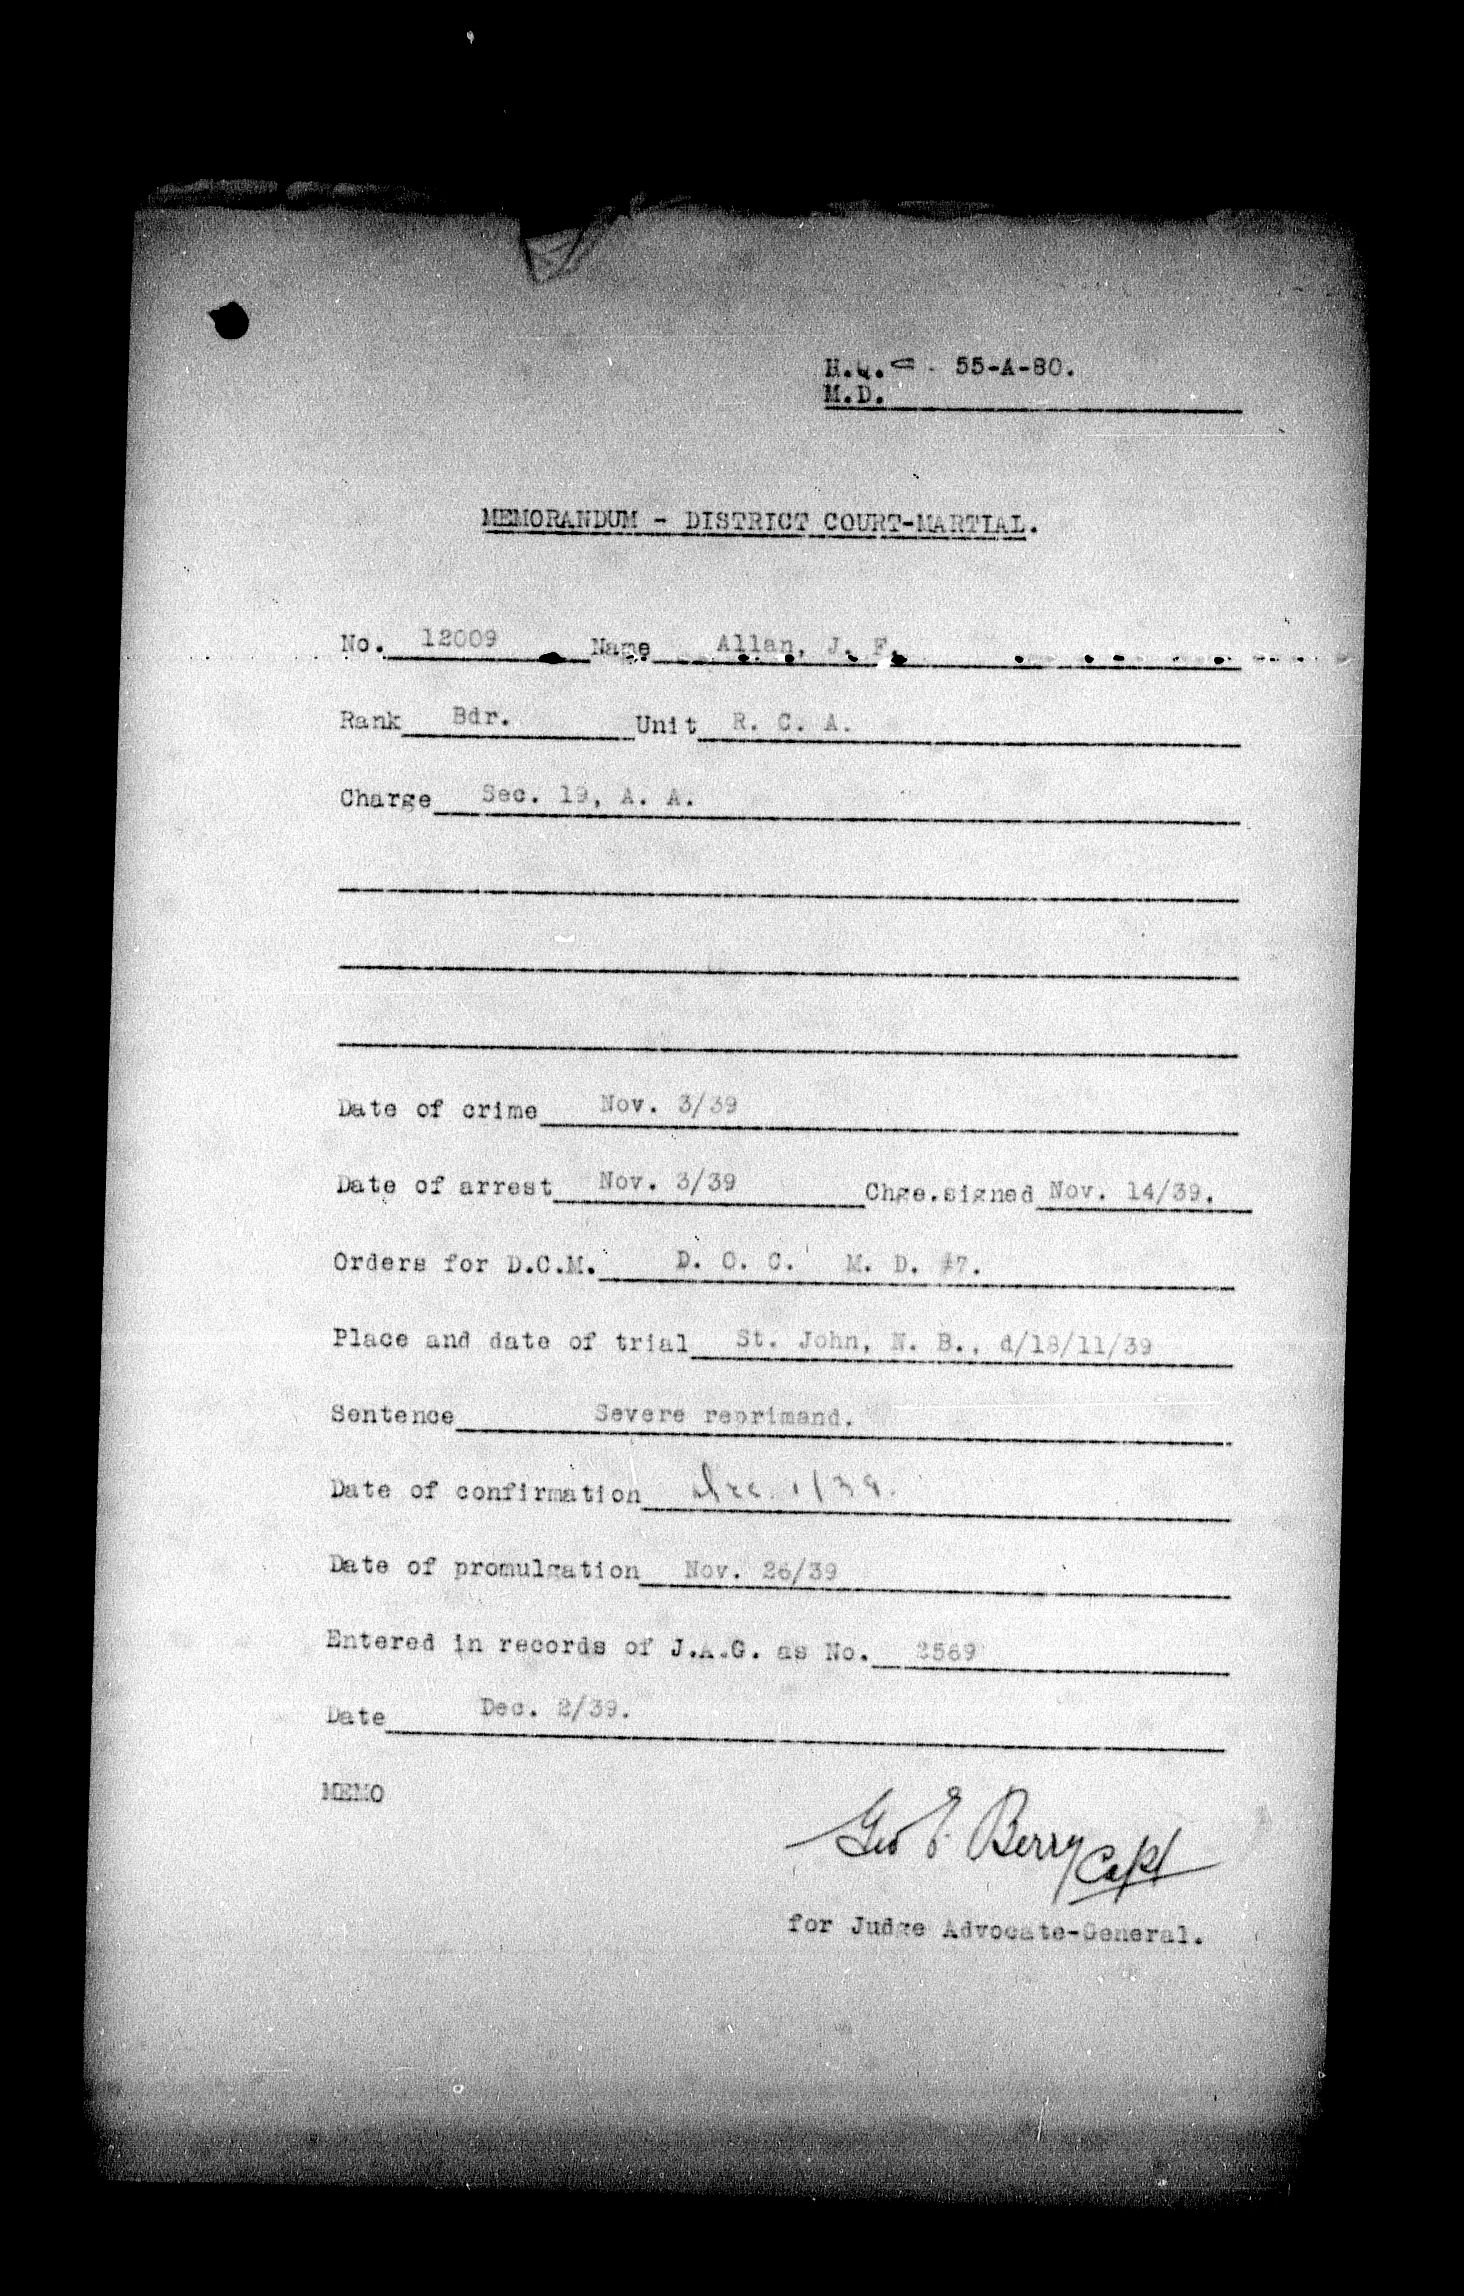 H.Q. - 55-A-80.
M.D.
MEMORANDUM - DISTRICT COURT-MARTIAL.
No. 12009 Name Allan, J. F.
Rank Bdr. Unit R. C. A.
Charge Sec. 19, A. A.
Date of crime Nov. 3/39
Date of arrest Nov. 3/39 Chge.signed Nov. 14/39.
Orders for D.C.M. D. O. C. M. D. #7.
Place and date of trial St. John, N. B., d/18/11/39
Sentence Severe reprimand.
Date of confirmation Dec. 1/39.
Date of promulgation Nov. 26/39
Entered in records of J.A.G. as No. 2569
Date Dec. 2/39.
MEMO
Geo E Berry Capt
for Judge Advocate-General.